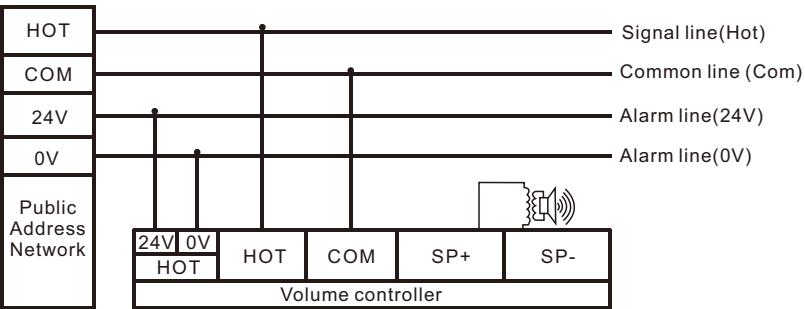 HOT
Signal line(Hot)
COM
Common line (Com)
24V
Alarm line(24V)
0V
Alarm line(0V)
Public
Address
Network
24V 0V
HOT
HOT
COM
SP+
SP-
Volume controller